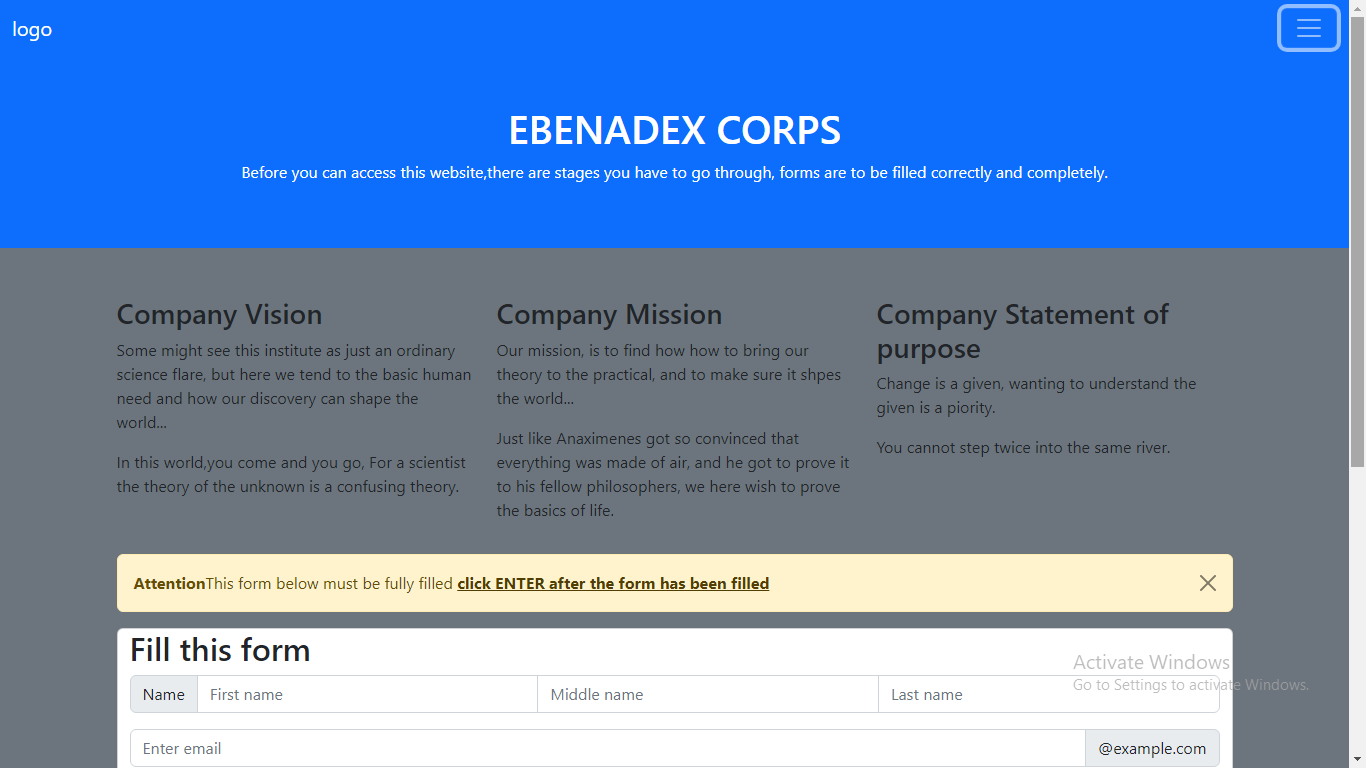 logo
EBENADEX CORPS
Before you can access this website,there are stages you have to go through, forms are to be filled correctly and completely.
Company Vision
Some might see this institute as just an ordinary
science flare, but here we tend to the basic human
need and how our discovery can shape the
world...
In this world,you come and you go, For a scientist
the theory of the unknown is a confusing theory.
Company Mission
Our mission, is to find how how to bring our
theory to the practical, and to make sure it shpes
the world...
Just like Anaximenes got so convinced that
everything was made of air, and he got to prove it
to his fellow philosophers, we here wish to prove
the basics of life.
Company Statement of
purpose
Change is a given, wanting to understand the
given is a piority.
You cannot step twice into the same river.
AttentionThis form below must be fully filled click ENTER after the form has been filled
Fill this form
Name First name Middle name Last name
Enter email @example.com
Activate Windows
Go to Settings to activate Windows.